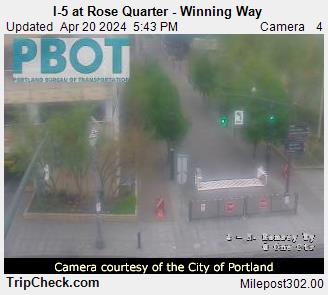 I-5 at Rose Quarter - Winning Way
Updated Apr 20 2024 5:43 PM Camera 4
PBOT
PORTLAND BUREAU OF TRANSPORTATION
Camera courtesy of the City of Portland
TripCheck.com Milepost302.00